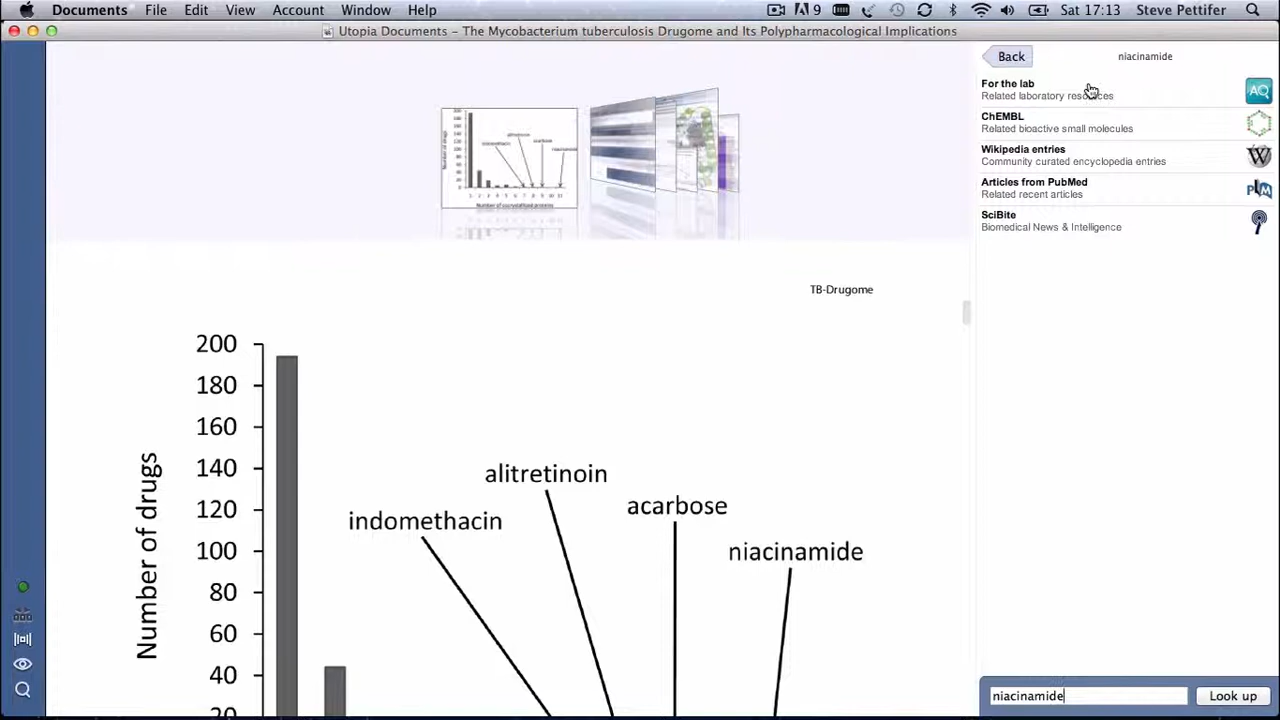 Documents File Edit View Account Window Help 9 Sat 17:13 Steve Pettifer
Utopia Documents – The Mycobacterium tuberculosis Drugome and Its Polypharmacological Implications
Back
niacinamide
For the lab
Related laboratory resources
AQ
ChEMBL
Related bioactive small molecules
Wikipedia entries
Community curated encyclopedia entries
W
Articles from PubMed
Related recent articles
SciBite
Biomedical News & Intelligence
TB-Drugome
200
180
160
140
120
100
80
60
40
20
Number of drugs
alitretinoin
acarbose
indomethacin
niacinamide
niacinamide
Look up